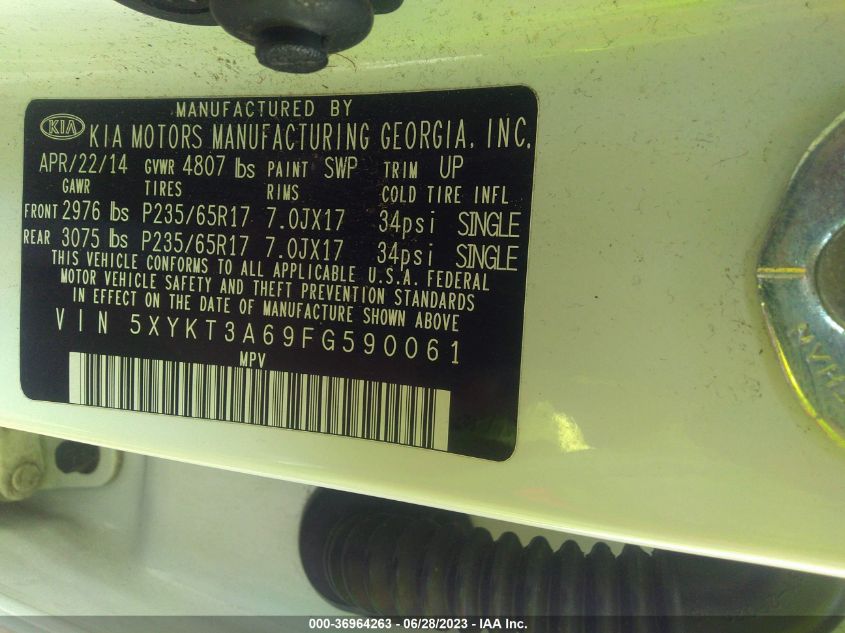 MANUFACTURED BY
KIA KIA MOTORS MANUFACTURING GEORGIA, INC.
APR/22/14 GVWR 4807 lbs PAINT SWP TRIM UP
GAWR TIRES RIMS COLD TIRE INFL
FRONT 2976 lbs P235/65R17 7.0JX17 34psi SINGLE
REAR 3075 lbs P235/65R17 7.0JX17 34psi SINGLE
THIS VEHICLE CONFORMS TO ALL APPLICABLE U.S.A. FEDERAL
MOTOR VEHICLE SAFETY AND THEFT PREVENTION STANDARDS
IN EFFECT ON THE DATE OF MANUFACTURE SHOWN ABOVE
VIN 5XYKT3A69FG590061
MPV
000-36964263 - 06/28/2023 - IAA Inc.